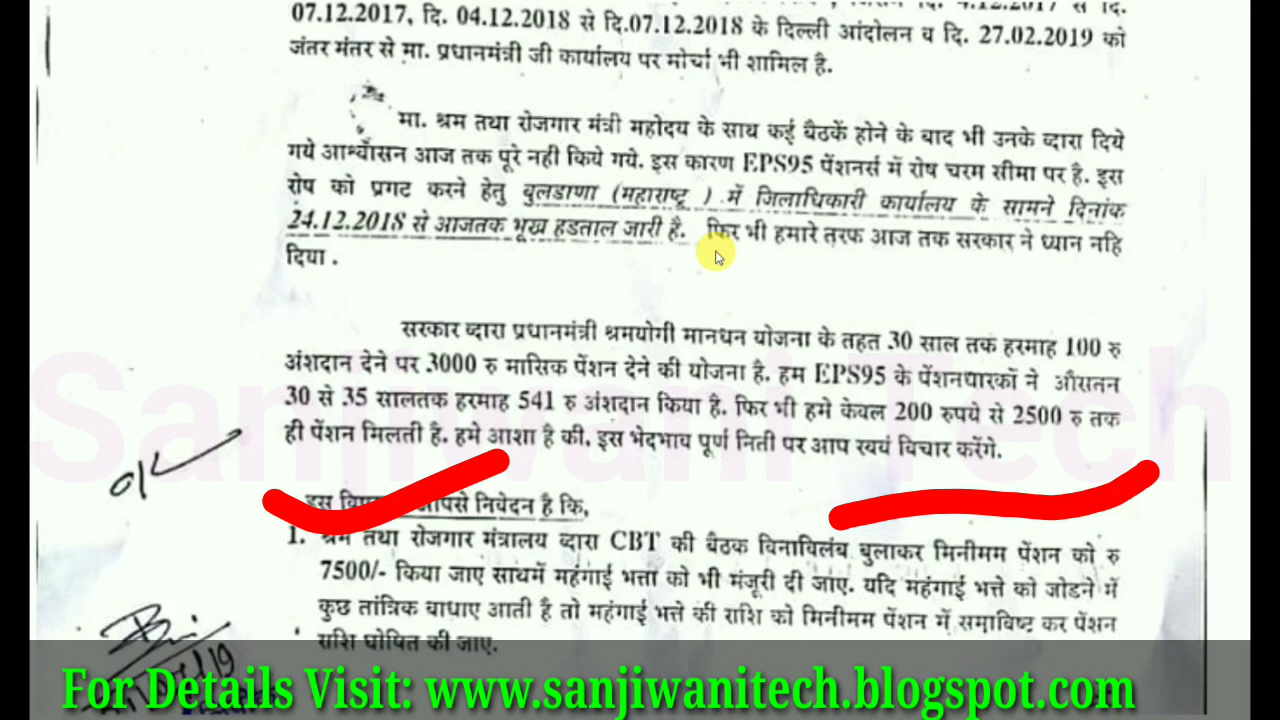 07.12.2017, दि. 04.12.2018 से दि.07.12.2018 के दिल्ली आंदोलन व दि. 27.02.2019 को
जंतर मंतर से मा. प्रधानमंत्री जी कार्यालय पर मोर्चा भी शामिल है.
मा. श्रम तथा रोजगार मंत्री महोदय के साथ कई बैठकें होने के बाद भी उनके व्दारा दिये
गये आश्वासन आज तक पूरे नही किये गये. इस कारण EPS95 पेंशनर्स में रोष चरम सीमा पर है. इस
रोष को प्रगट करने हेतु बुलडाणा (महाराष्ट्र ) में जिलाधिकारी कार्यालय के सामने दिनांक
24.12.2018 से आजतक भूख हडताल जारी है. फिर भी हमारे तरफ आज तक सरकार ने ध्यान नहि
दिया .
सरकार व्दारा प्रधानमंत्री श्रमयोगी मानधन योजना के तहत 30 साल तक हरमाह 100 रु
अंशदान देने पर 3000 रु मासिक पेंशन देने की योजना है. हम EPS95 के पेंशनधारकों ने औसतन
30 से 35 सालतक हरमाह 541 रु अंशदान किया है. फिर भी हमे केवल 200 रुपये से 2500 रु तक
ही पेंशन मिलती है. हमे आशा है की, इस भेदभाव पूर्ण निती पर आप स्वयं विचार करेंगे.
इस आपसे निवेदन है कि,
1. श्रम तथा रोजगार मंत्रालय व्दारा CBT की बैठक विनाविलंब बुलाकर मिनीमम पेंशन को रु
7500/- किया जाए साथमें महंगाई भत्ता को भी मंजूरी दी जाए. यदि महंगाई भत्ते को जोडने में
कुछ तांत्रिक बाधाए आती है तो महंगाई भत्ते की राशि को मिनीमम पेंशन में समाविष्ट कर पेंशन
राशि घोषित की जाए.
Sanjiwani Tech
For Details Visit: www.sanjiwanitech.blogspot.com